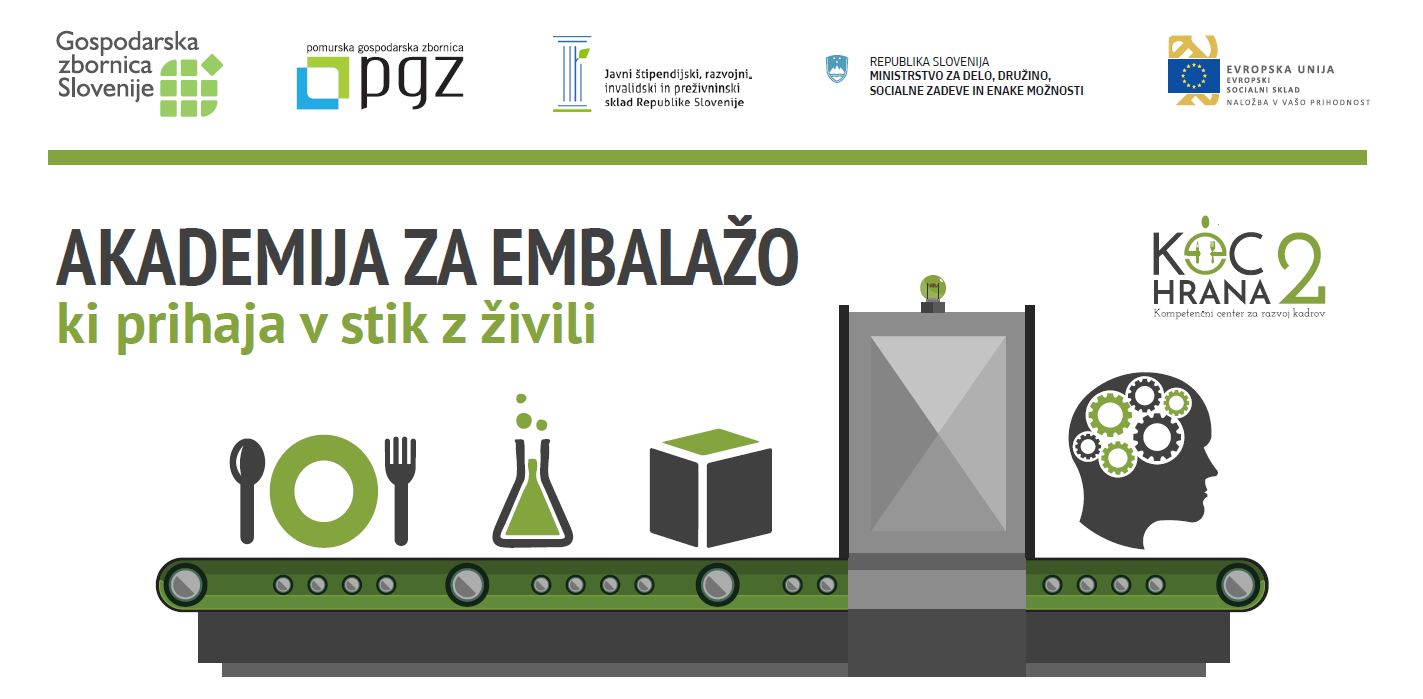 Gospodarska
zbornica
Slovenije
pomurska gospodarska zbornica
pgz
Javni štipendijski, razvojni,
invalidski in preživninski
sklad Republike Slovenije
REPUBLIKA SLOVENIJA
MINISTRSTVO ZA DELO, DRUŽINO,
SOCIALNE ZADEVE IN ENAKE MOŽNOSTI
EVROPSKA UNIJA
EVROPSKI
SOCIALNI SKLAD
NALOŽBA V VAŠO PRIHODNOST
AKADEMIJA ZA EMBALAŽO
ki prihaja v stik z živili
KOC
HRANA 2
Kompetenčni center za razvoj kadrov